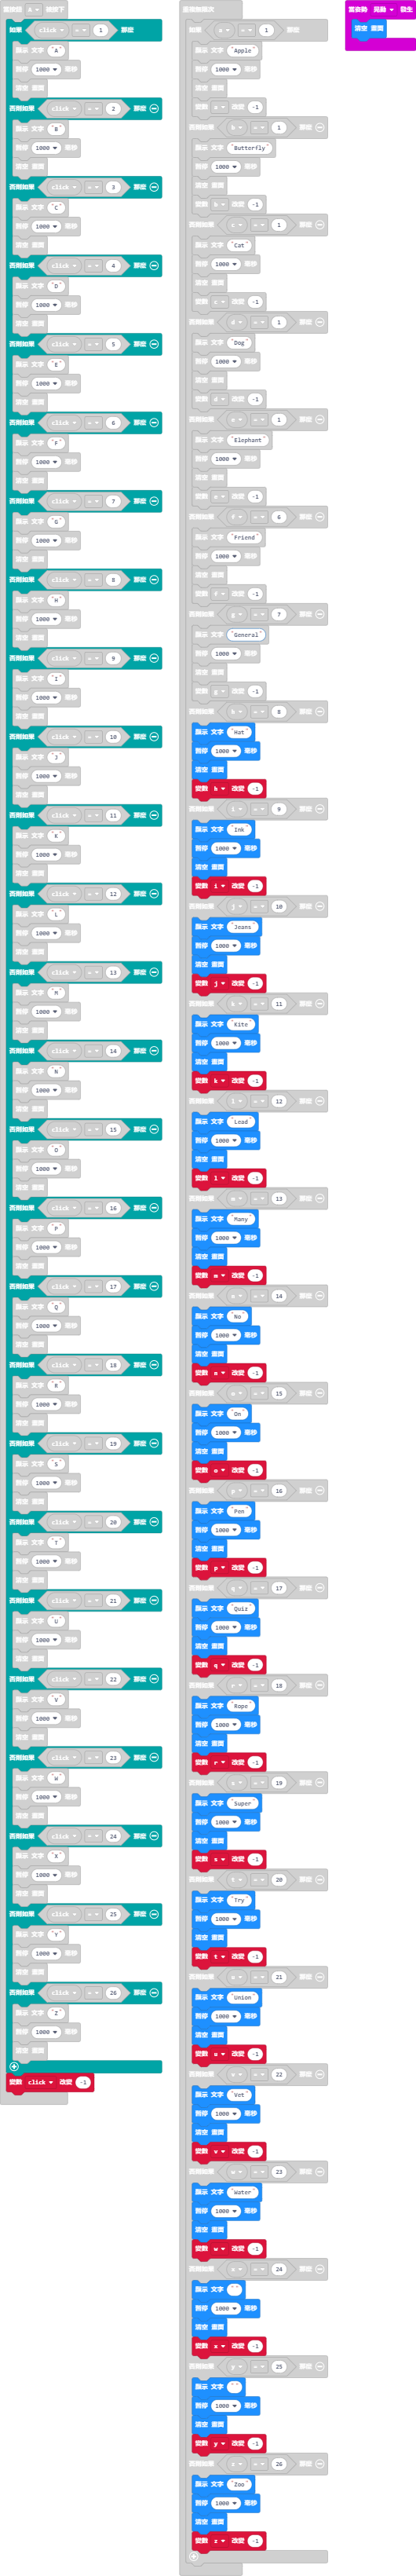 當按鈕 A 被按下
如果 click = 1 那麼
顯示 文字 "A"
暫停 1000 毫秒
清空 畫面
否則如果 click = 2 那麼
顯示 文字 "B"
暫停 1000 毫秒
清空 畫面
否則如果 click = 3 那麼
顯示 文字 "C"
暫停 1000 毫秒
清空 畫面
否則如果 click = 4 那麼
顯示 文字 "D"
暫停 1000 毫秒
清空 畫面
否則如果 click = 5 那麼
顯示 文字 "E"
暫停 1000 毫秒
清空 畫面
否則如果 click = 6 那麼
顯示 文字 "F"
暫停 1000 毫秒
清空 畫面
否則如果 click = 7 那麼
顯示 文字 "G"
暫停 1000 毫秒
清空 畫面
否則如果 click = 8 那麼
顯示 文字 "H"
暫停 1000 毫秒
清空 畫面
否則如果 click = 9 那麼
顯示 文字 "I"
暫停 1000 毫秒
清空 畫面
否則如果 click = 10 那麼
顯示 文字 "J"
暫停 1000 毫秒
清空 畫面
否則如果 click = 11 那麼
顯示 文字 "K"
暫停 1000 毫秒
清空 畫面
否則如果 click = 12 那麼
顯示 文字 "L"
暫停 1000 毫秒
清空 畫面
否則如果 click = 13 那麼
顯示 文字 "M"
暫停 1000 毫秒
清空 畫面
否則如果 click = 14 那麼
顯示 文字 "N"
暫停 1000 毫秒
清空 畫面
否則如果 click = 15 那麼
顯示 文字 "O"
暫停 1000 毫秒
清空 畫面
否則如果 click = 16 那麼
顯示 文字 "P"
暫停 1000 毫秒
清空 畫面
否則如果 click = 17 那麼
顯示 文字 "Q"
暫停 1000 毫秒
清空 畫面
否則如果 click = 18 那麼
顯示 文字 "R"
暫停 1000 毫秒
清空 畫面
否則如果 click = 19 那麼
顯示 文字 "S"
暫停 1000 毫秒
清空 畫面
否則如果 click = 20 那麼
顯示 文字 "T"
暫停 1000 毫秒
清空 畫面
否則如果 click = 21 那麼
顯示 文字 "U"
暫停 1000 毫秒
清空 畫面
否則如果 click = 22 那麼
顯示 文字 "V"
暫停 1000 毫秒
清空 畫面
否則如果 click = 23 那麼
顯示 文字 "W"
暫停 1000 毫秒
清空 畫面
否則如果 click = 24 那麼
顯示 文字 "X"
暫停 1000 毫秒
清空 畫面
否則如果 click = 25 那麼
顯示 文字 "Y"
暫停 1000 毫秒
清空 畫面
否則如果 click = 26 那麼
顯示 文字 "Z"
暫停 1000 毫秒
清空 畫面
變數 click 改變 -1
重複無限次
如果 a = 1 那麼
顯示 文字 "Apple"
暫停 1000 毫秒
清空 畫面
變數 a 改變 -1
否則如果 b = 1 那麼
顯示 文字 "Butterfly"
暫停 1000 毫秒
清空 畫面
變數 b 改變 -1
否則如果 c = 1 那麼
顯示 文字 "Cat"
暫停 1000 毫秒
清空 畫面
變數 c 改變 -1
否則如果 d = 1 那麼
顯示 文字 "Dog"
暫停 1000 毫秒
清空 畫面
變數 d 改變 -1
否則如果 e = 1 那麼
顯示 文字 "Elephant"
暫停 1000 毫秒
清空 畫面
變數 e 改變 -1
否則如果 f = 6 那麼
顯示 文字 "Friend"
暫停 1000 毫秒
清空 畫面
變數 f 改變 -1
否則如果 g = 7 那麼
顯示 文字 "General"
暫停 1000 毫秒
清空 畫面
變數 g 改變 -1
否則如果 h = 8 那麼
顯示 文字 "Hat"
暫停 1000 毫秒
清空 畫面
變數 h 改變 -1
否則如果 i = 9 那麼
顯示 文字 "Ink"
暫停 1000 毫秒
清空 畫面
變數 i 改變 -1
否則如果 j = 10 那麼
顯示 文字 "Jeans"
暫停 1000 毫秒
清空 畫面
變數 j 改變 -1
否則如果 k = 11 那麼
顯示 文字 "Kite"
暫停 1000 毫秒
清空 畫面
變數 k 改變 -1
否則如果 l = 12 那麼
顯示 文字 "Lead"
暫停 1000 毫秒
清空 畫面
變數 l 改變 -1
否則如果 m = 13 那麼
顯示 文字 "Many"
暫停 1000 毫秒
清空 畫面
變數 m 改變 -1
否則如果 n = 14 那麼
顯示 文字 "No"
暫停 1000 毫秒
清空 畫面
變數 n 改變 -1
否則如果 o = 15 那麼
顯示 文字 "On"
暫停 1000 毫秒
清空 畫面
變數 o 改變 -1
否則如果 p = 16 那麼
顯示 文字 "Pen"
暫停 1000 毫秒
清空 畫面
變數 p 改變 -1
否則如果 q = 17 那麼
顯示 文字 "Quiz"
暫停 1000 毫秒
清空 畫面
變數 q 改變 -1
否則如果 r = 18 那麼
顯示 文字 "Rope"
暫停 1000 毫秒
清空 畫面
變數 r 改變 -1
否則如果 s = 19 那麼
顯示 文字 "Super"
暫停 1000 毫秒
清空 畫面
變數 s 改變 -1
否則如果 t = 20 那麼
顯示 文字 "Try"
暫停 1000 毫秒
清空 畫面
變數 t 改變 -1
否則如果 u = 21 那麼
顯示 文字 "Union"
暫停 1000 毫秒
清空 畫面
變數 u 改變 -1
否則如果 v = 22 那麼
顯示 文字 "Vet"
暫停 1000 毫秒
清空 畫面
變數 v 改變 -1
否則如果 w = 23 那麼
顯示 文字 "Water"
暫停 1000 毫秒
清空 畫面
變數 w 改變 -1
否則如果 x = 24 那麼
顯示 文字 " "
暫停 1000 毫秒
清空 畫面
變數 x 改變 -1
否則如果 y = 25 那麼
顯示 文字 " "
暫停 1000 毫秒
清空 畫面
變數 y 改變 -1
否則如果 z = 26 那麼
顯示 文字 "Zoo"
暫停 1000 毫秒
清空 畫面
變數 z 改變 -1
當姿勢 晃動 發生
清空 畫面